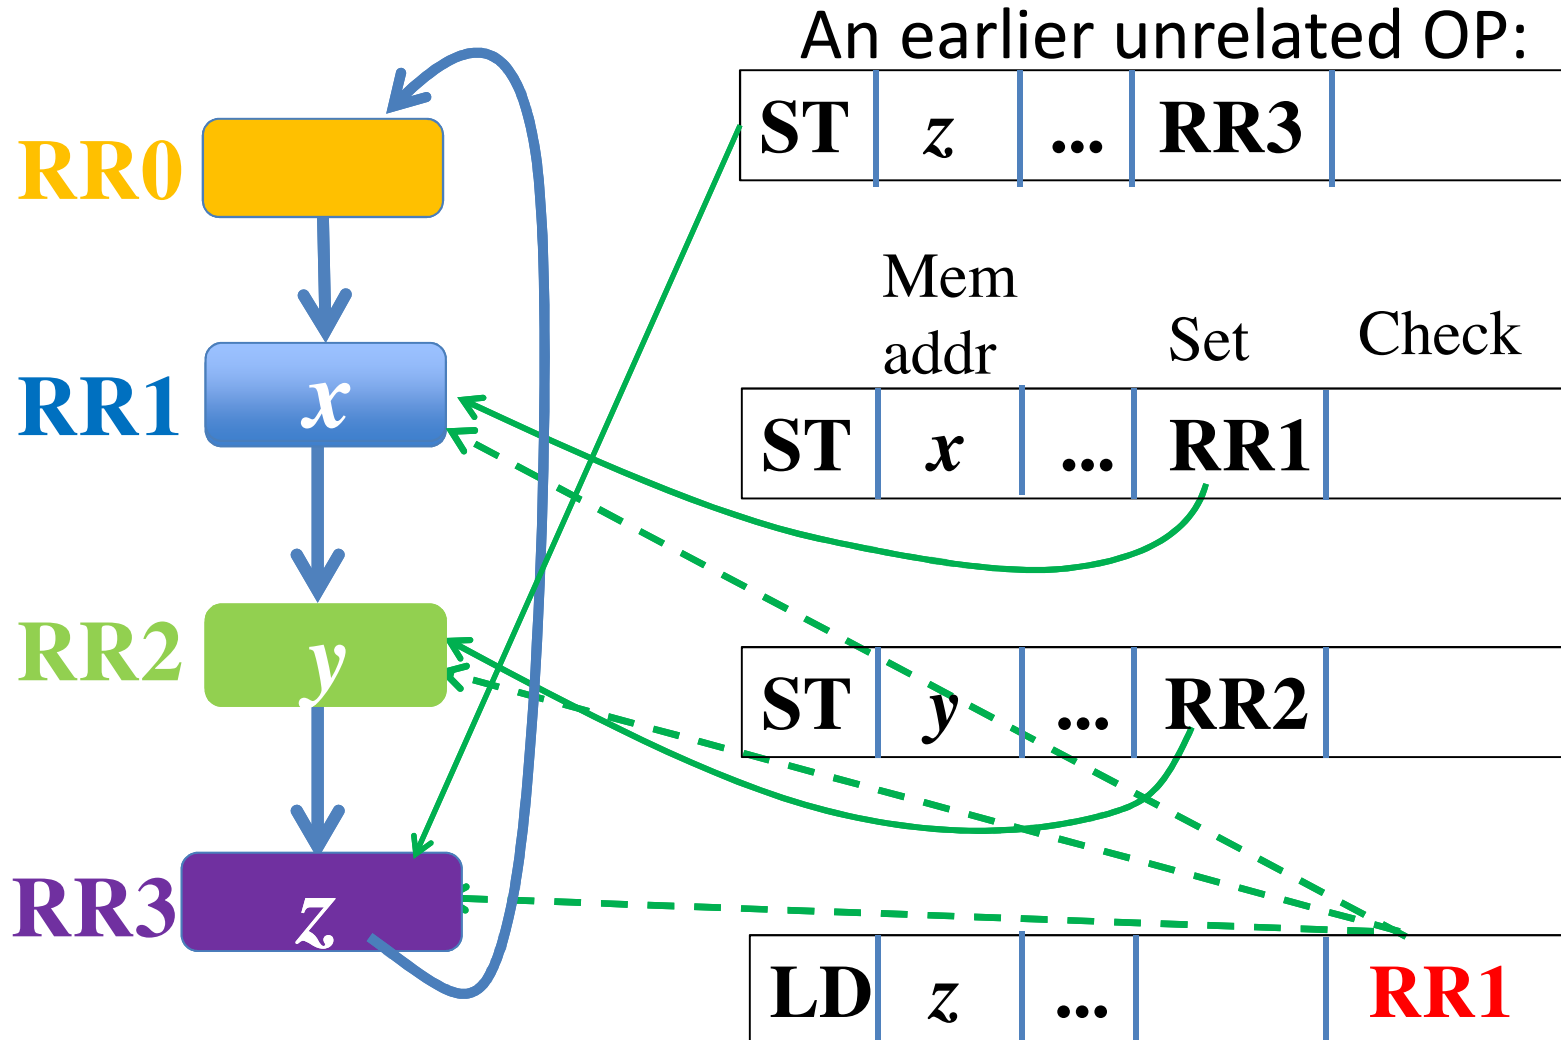 An earlier unrelated OP:
ST z ... RR3
RR0
Mem
addr Set Check
RR1 x
ST x ... RR1
RR2 y
ST y ... RR2
RR3 z
LD z ... RR1